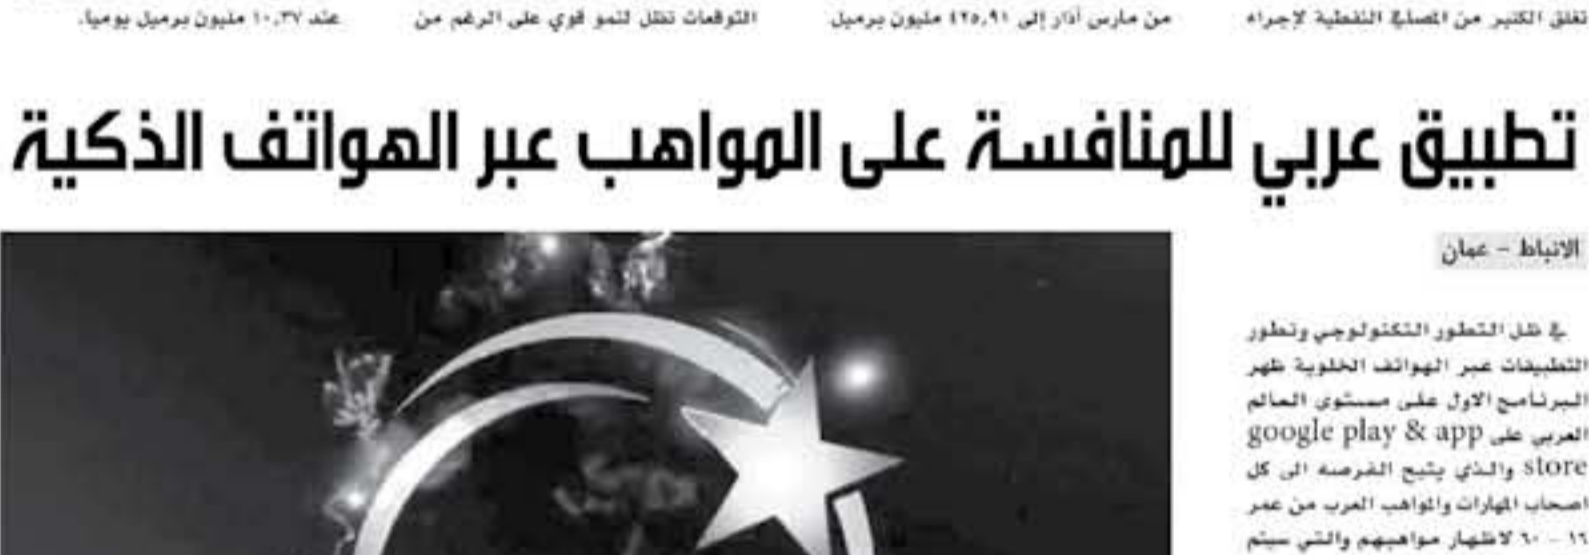 تغلق الكثير من المصافي النفطية لإجراء
من مارس آذار إلى ٤٢٥,٩١ مليون برميل
التوقعات تظل لنمو قوي على الرغم من
عند ١٠,٣٧ مليون برميل يوميا.
تطبيق عربي للمنافسة على المواهب عبر الهواتف الذكية
الانباط - عمان
في ظل التطور التكنولوجي وتطور
التطبيقات عبر الهواتف الخلوية ظهر
البرنامج الاول على مستوى العالم
العربي على google play & app
store والذي يتيح الفرصه الى كل
اصحاب المهارات والمواهب العرب من عمر
١٦ - ٦٠ لاظهار مواهبهم والتي سيتم